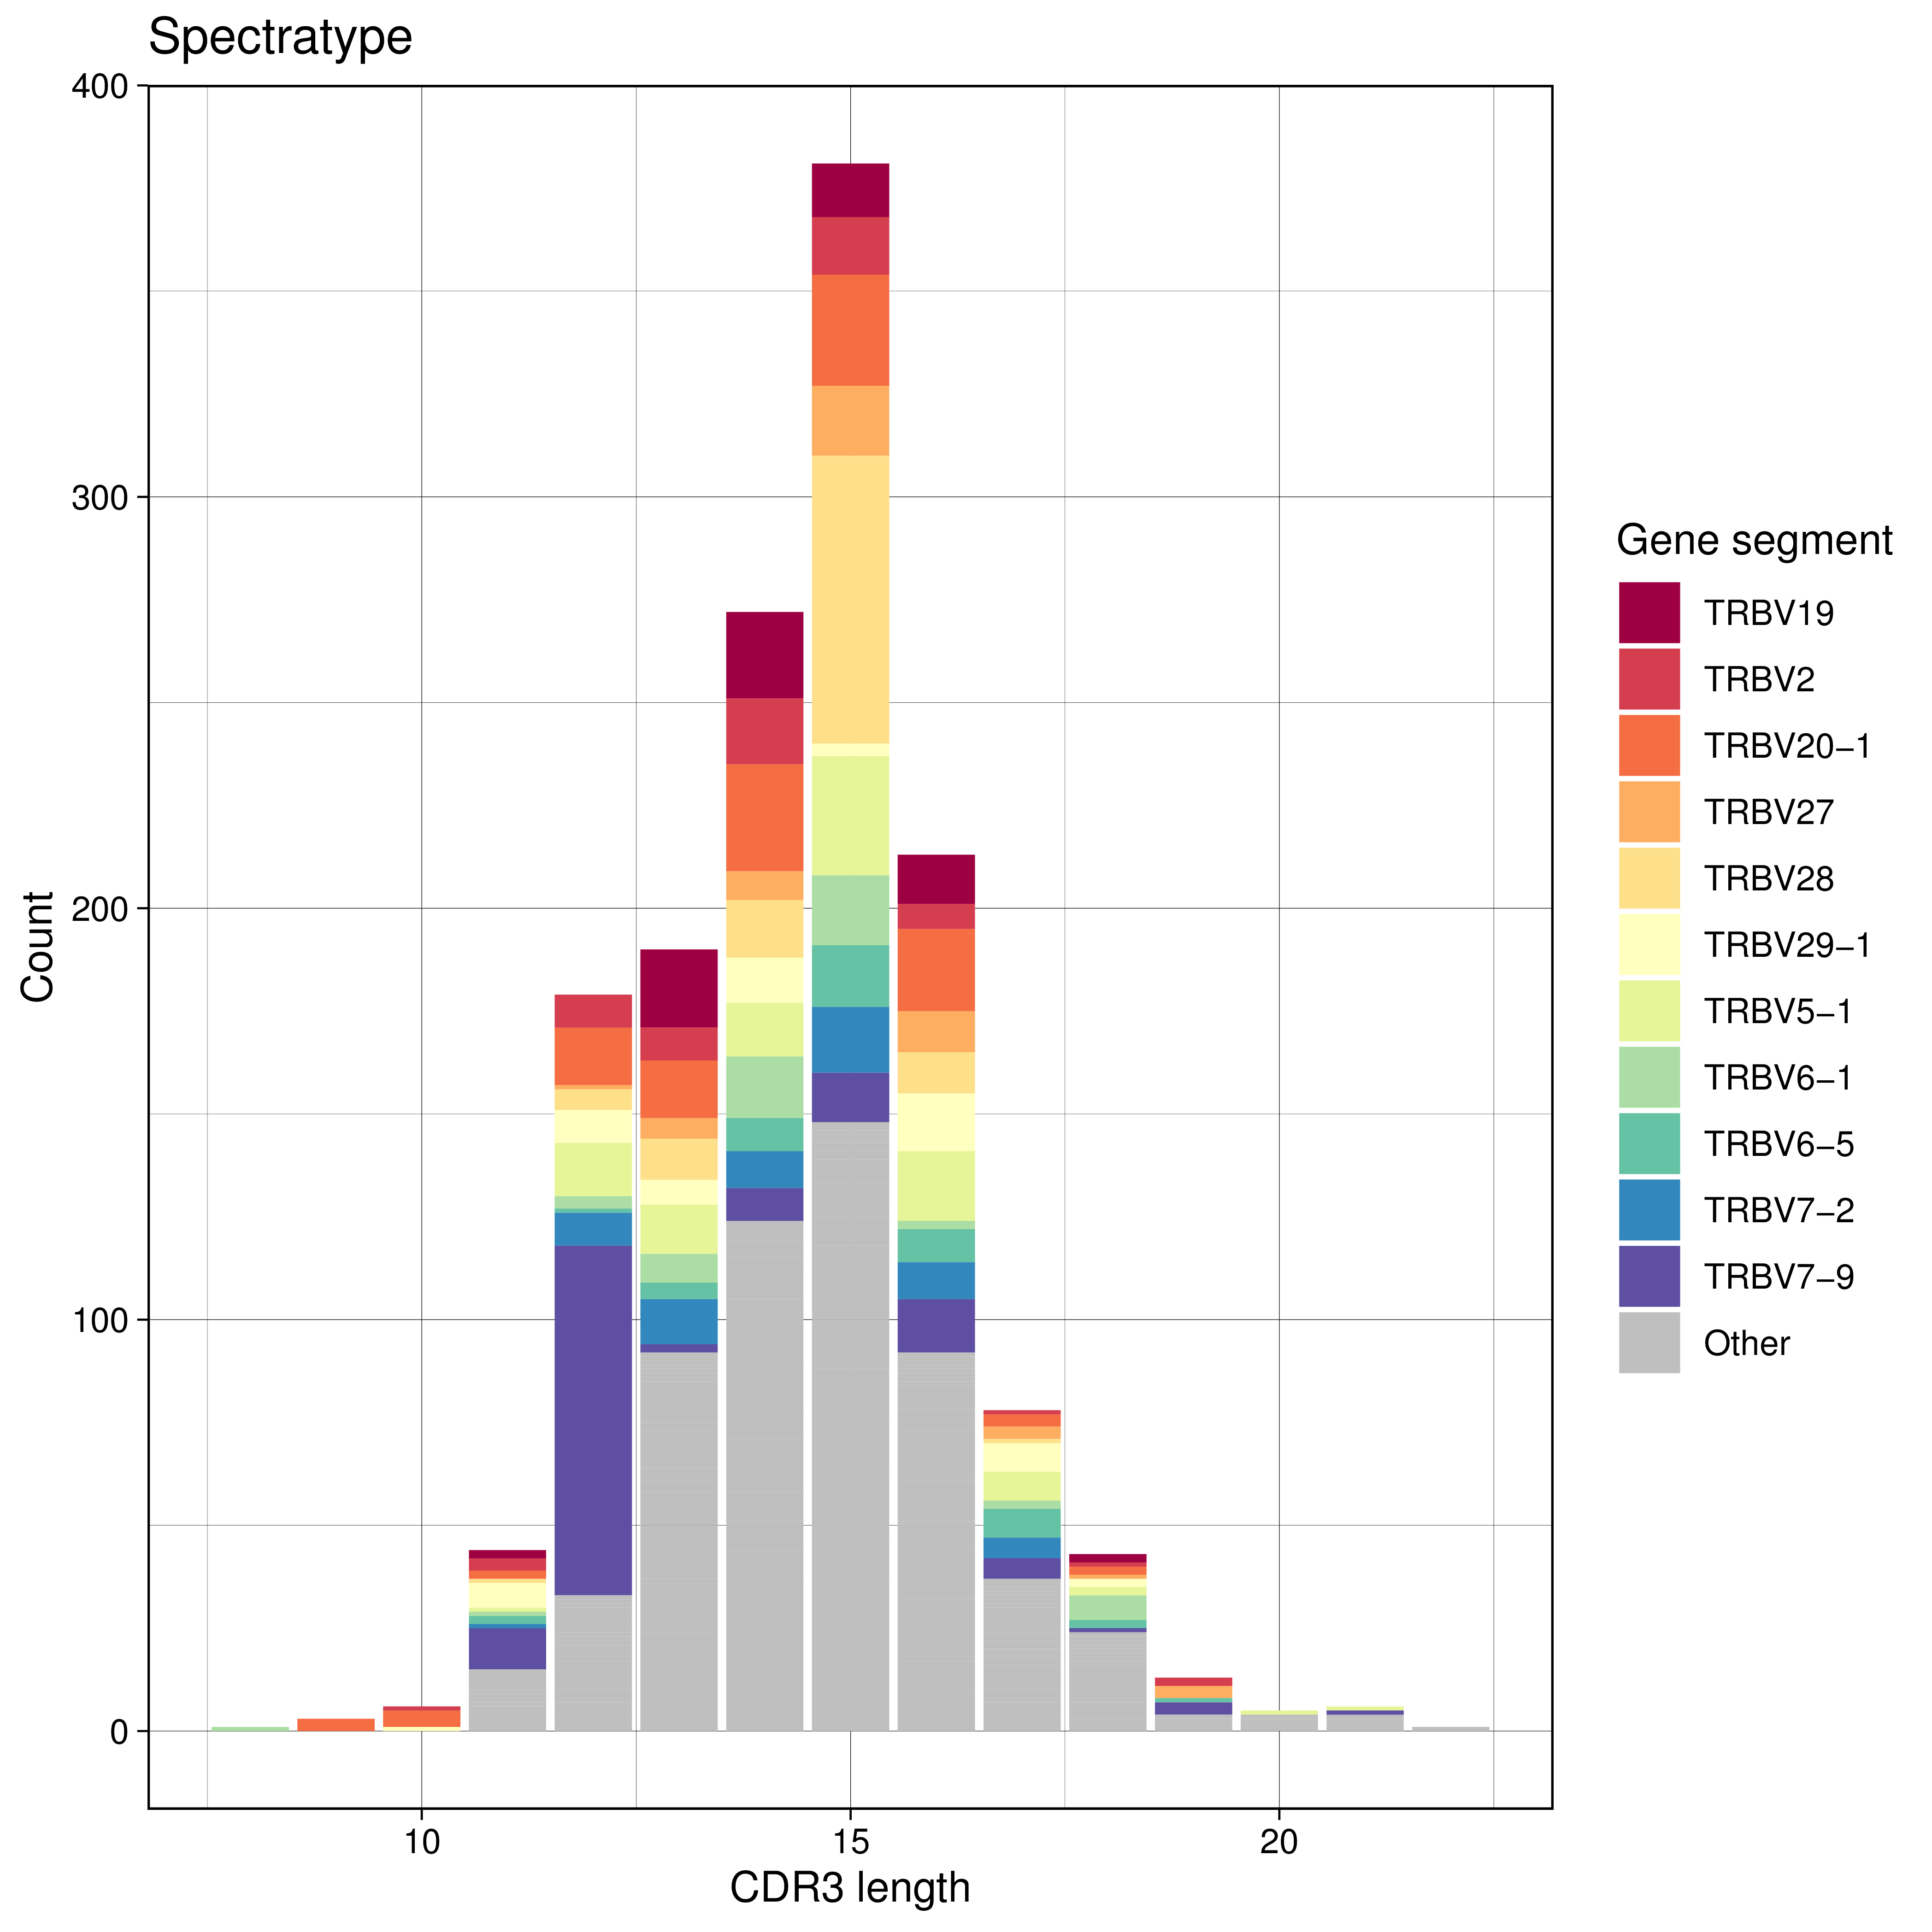 Spectratype
400
300
200
100
0
Count
10
15
20
CDR3 length
Gene segment
TRBV19
TRBV2
TRBV20−1
TRBV27
TRBV28
TRBV29−1
TRBV5−1
TRBV6−1
TRBV6−5
TRBV7−2
TRBV7−9
Other